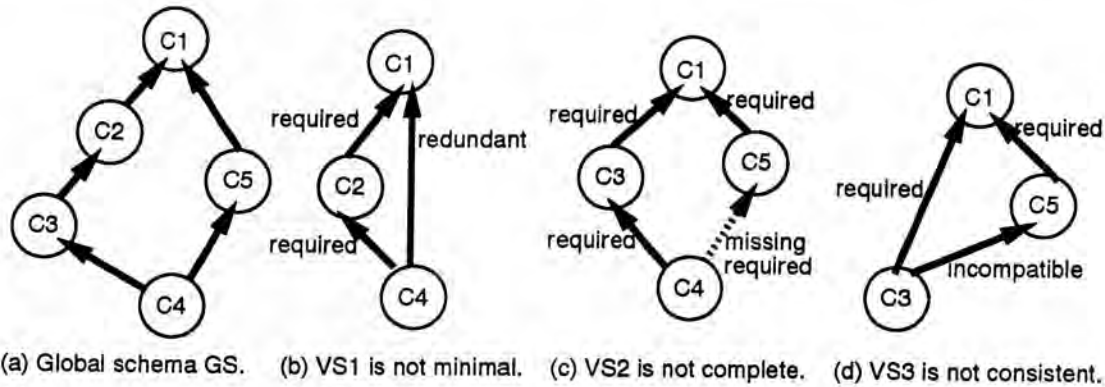 C1
C2
C3
C5
C4
C1
required
redundant
C2
required
C4
C1
required
required
C3
C5
required
missing
required
C4
C1
required
required
C5
incompatible
C3
(a) Global schema GS.
(b) VS1 is not minimal.
(c) VS2 is not complete.
(d) VS3 is not consistent.